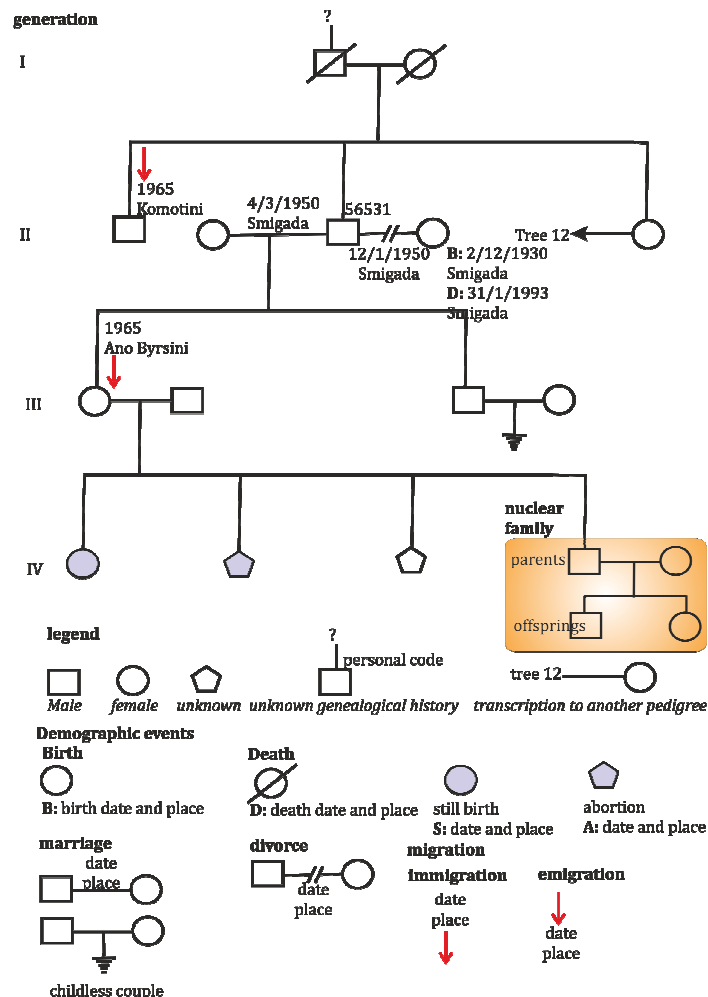 generation
?
I
1965
Komotini
4/3/1950
Smigada
56531
II
Tree 12
12/1/1950
Smigada
B: 2/12/1930
Smigada
D: 31/1/1993
Smigada
1965
Ano Byrsini
III
nuclear
family
IV
parents
offsprings
legend
?
personal code
tree 12
Male female unknown unknown genealogical history transcription to another pedigree
Demographic events
Birth
Death
B: birth date and place
D: death date and place
still birth
S: date and place
abortion
A: date and place
marriage
date
place
divorce
date
place
migration
immigration
date
place
emigration
date
place
childless couple